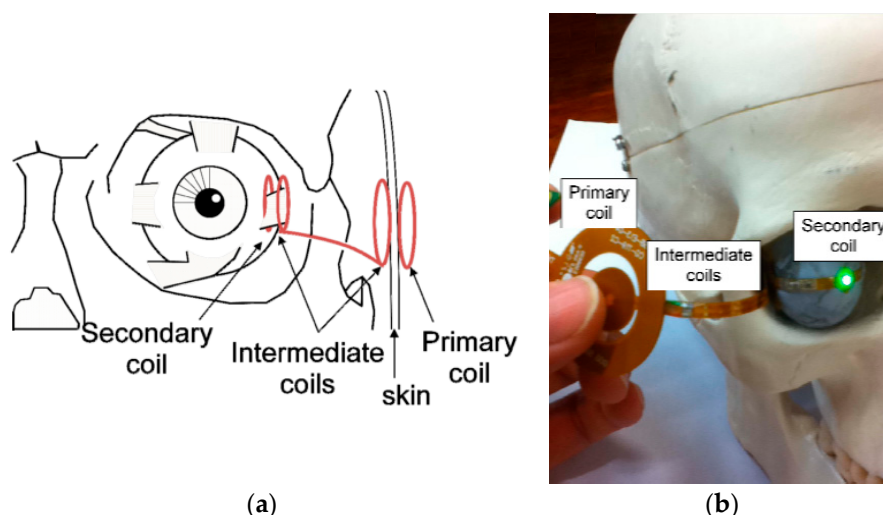 Secondary
coil
Intermediate
coils
skin
Primary
coil
Primary
coil
Intermediate
coils
Secondary
coil
(a)
(b)